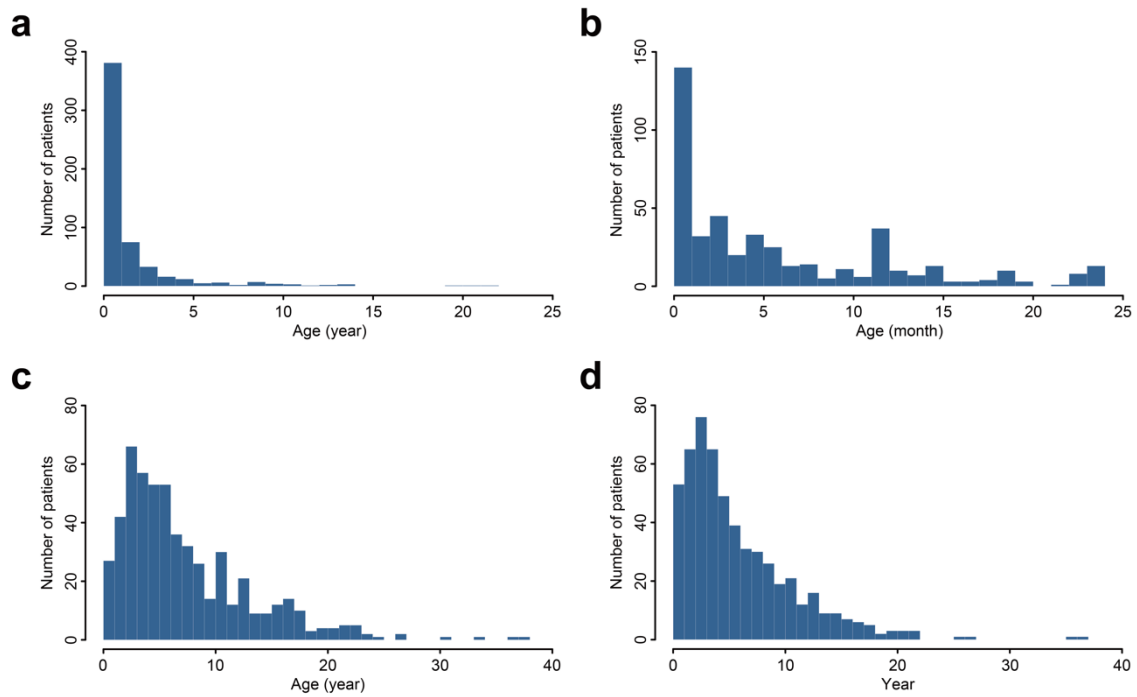 a
Number of patients
400
300
200
100
0
0 5 10 15 20 25
Age (year)
b
Number of patients
150
100
50
0
0 5 10 15 20 25
Age (month)
c
Number of patients
80
60
40
20
0
0 10 20 30 40
Age (year)
d
Number of patients
80
60
40
20
0
0 10 20 30 40
Year